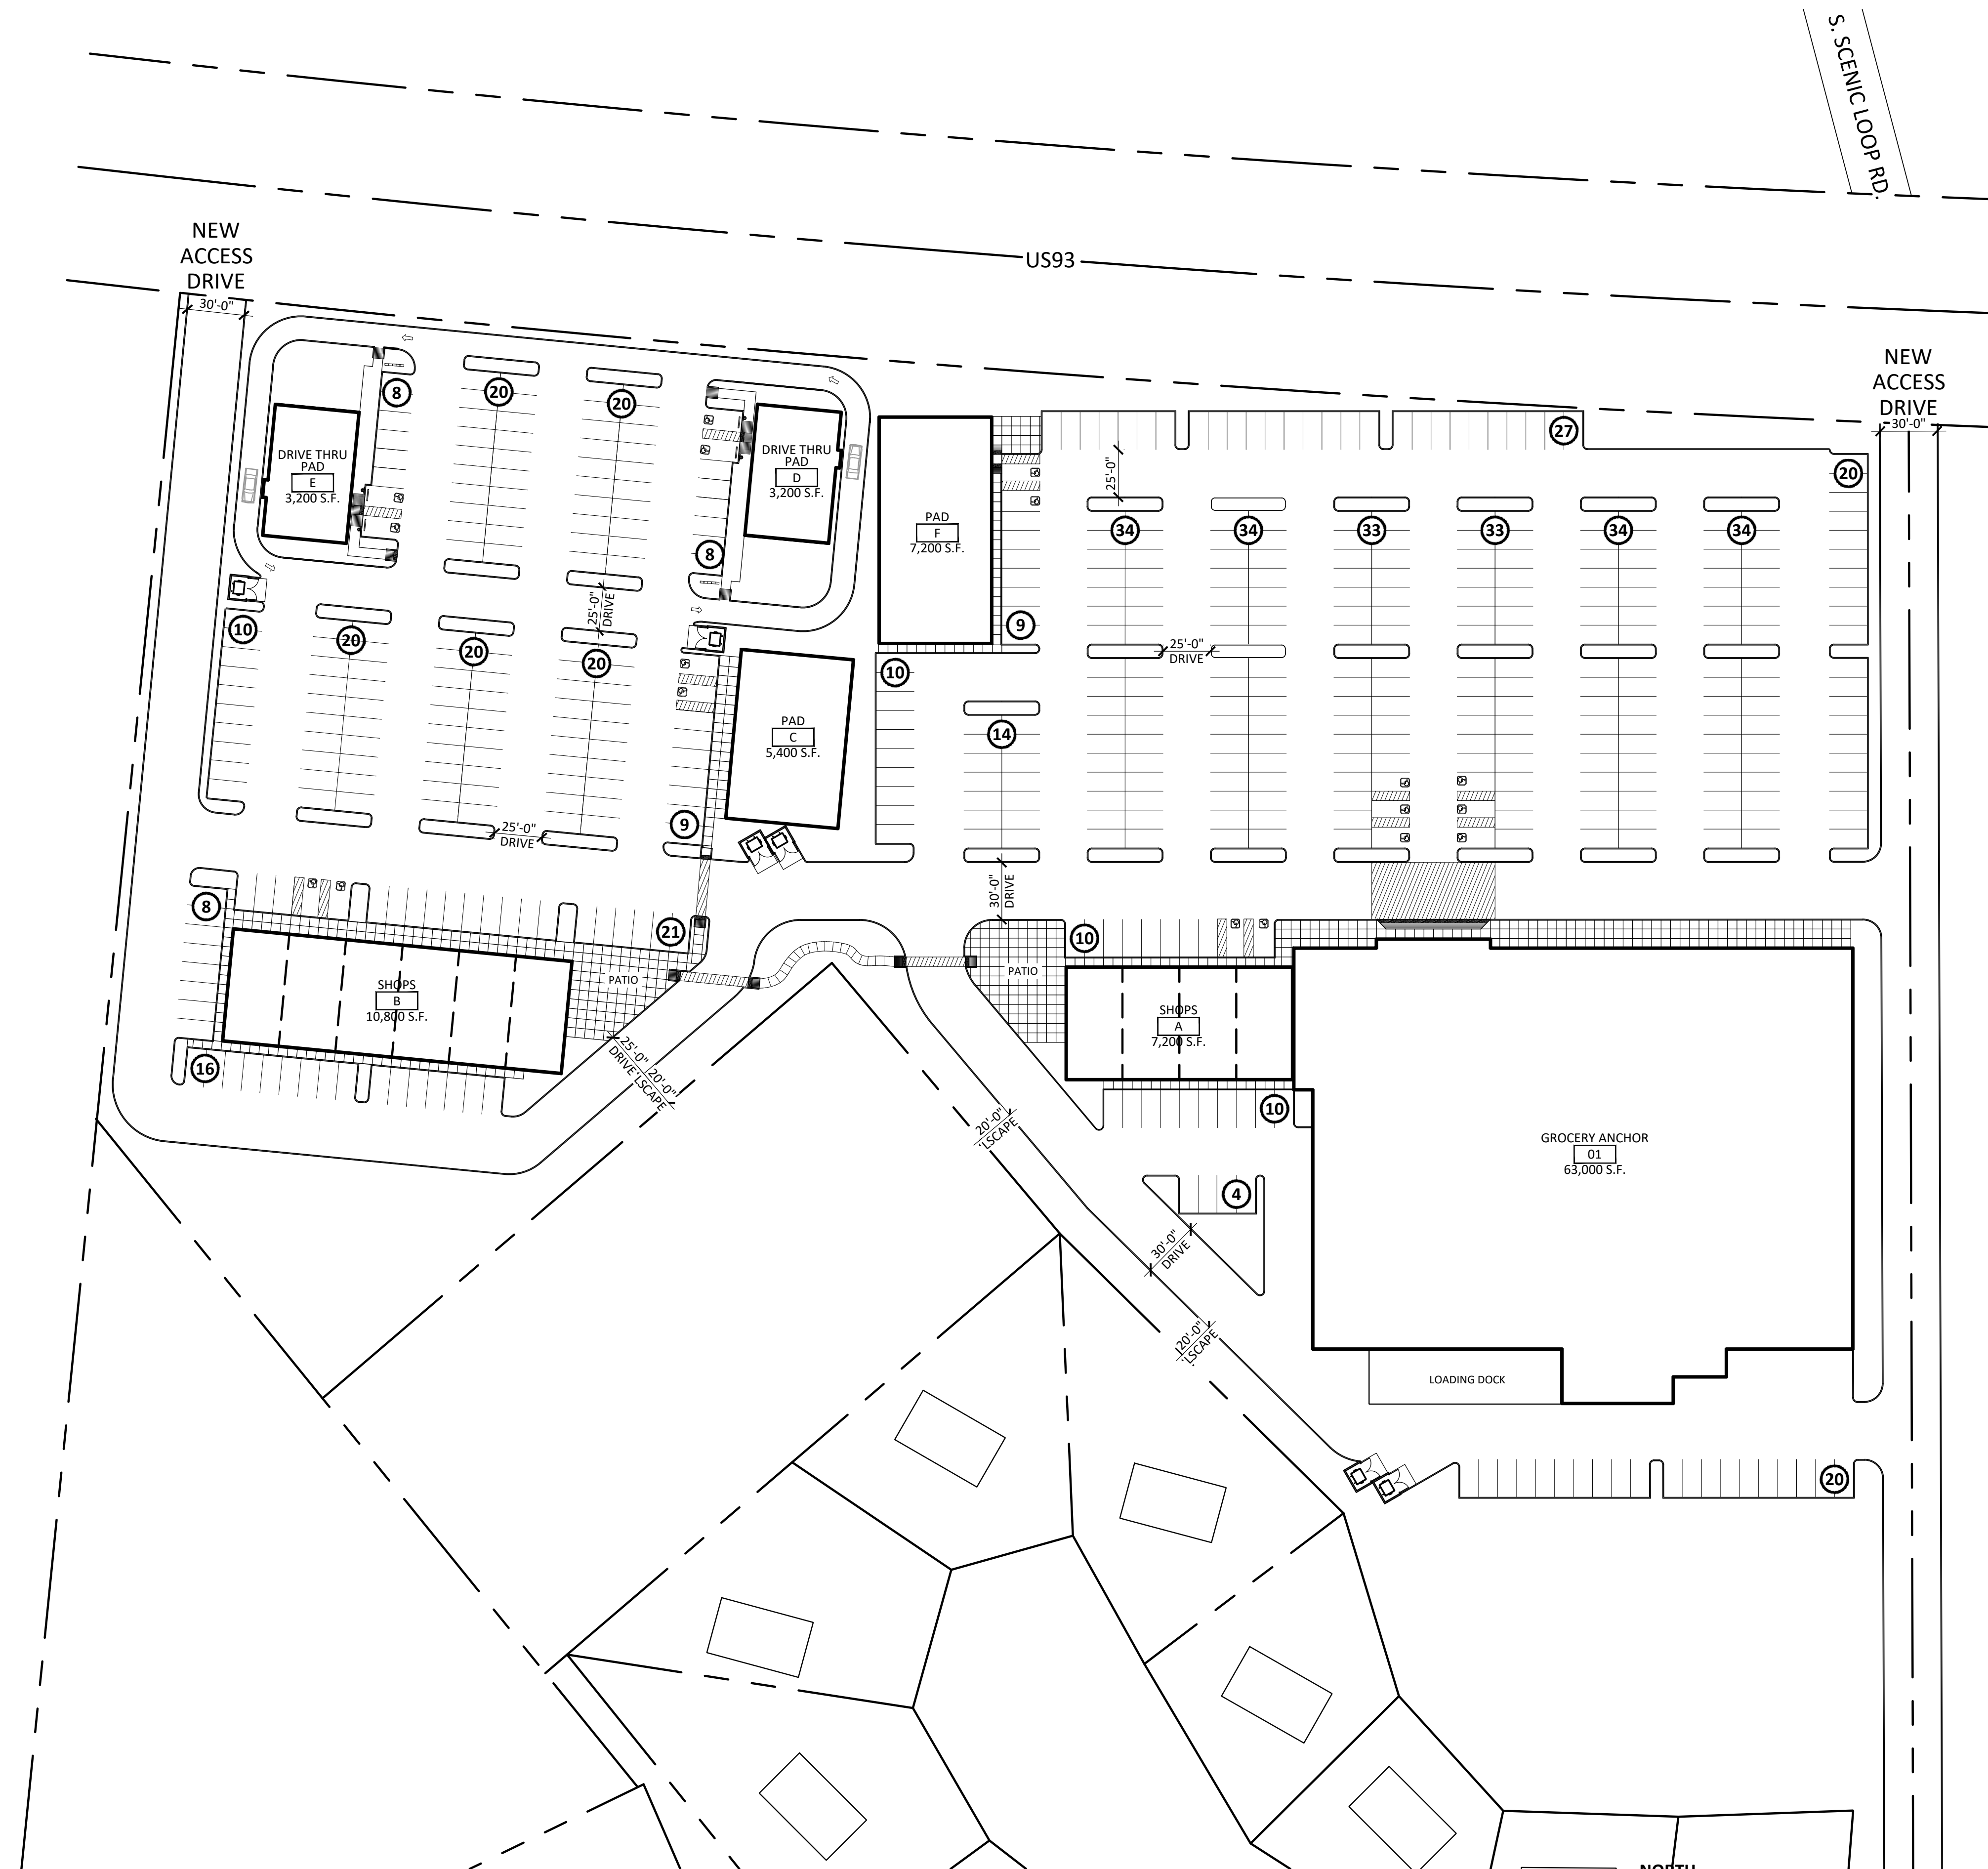 S. SCENIC LOOP RD.
US93
NEW
ACCESS
DRIVE
30'-0"
NEW
ACCESS
DRIVE
30'-0"
8
20
20
DRIVE THRU
PAD
E
3,200 S.F.
DRIVE THRU
PAD
D
3,200 S.F.
8
27
20
25'-0"
PAD
F
7,200 S.F.
34
34
33
33
34
34
25'-0"
DRIVE
10
20
20
20
9
25'-0"
DRIVE
10
PAD
C
5,400 S.F.
14
9
25'-0"
DRIVE
30'-0"
DRIVE
8
21
10
PATIO
PATIO
SHOPS
B
10,800 S.F.
SHOPS
A
7,200 S.F.
16
25'-0"
DRIVE
20'-0"
'LSCAPE
20'-0"
'LSCAPE
10
GROCERY ANCHOR
01
63,000 S.F.
4
30'-0"
DRIVE
20'-0"
'LSCAPE
LOADING DOCK
20
NORTH